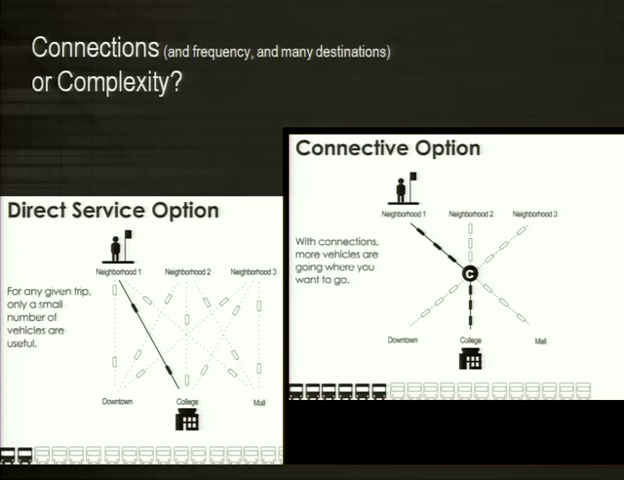 Connections (and frequency, and many destinations)
or Complexity?
Direct Service Option
Neighborhood 1
Neighborhood 2
Neighborhood 3
For any given trip,
only a small
number of
vehicles are
useful.
Downtown
College
Mall
Connective Option
Neighborhood 1
Neighborhood 2
Neighborhood 3
With connections,
more vehicles are
going where you
want to go.
C
Downtown
College
Mall